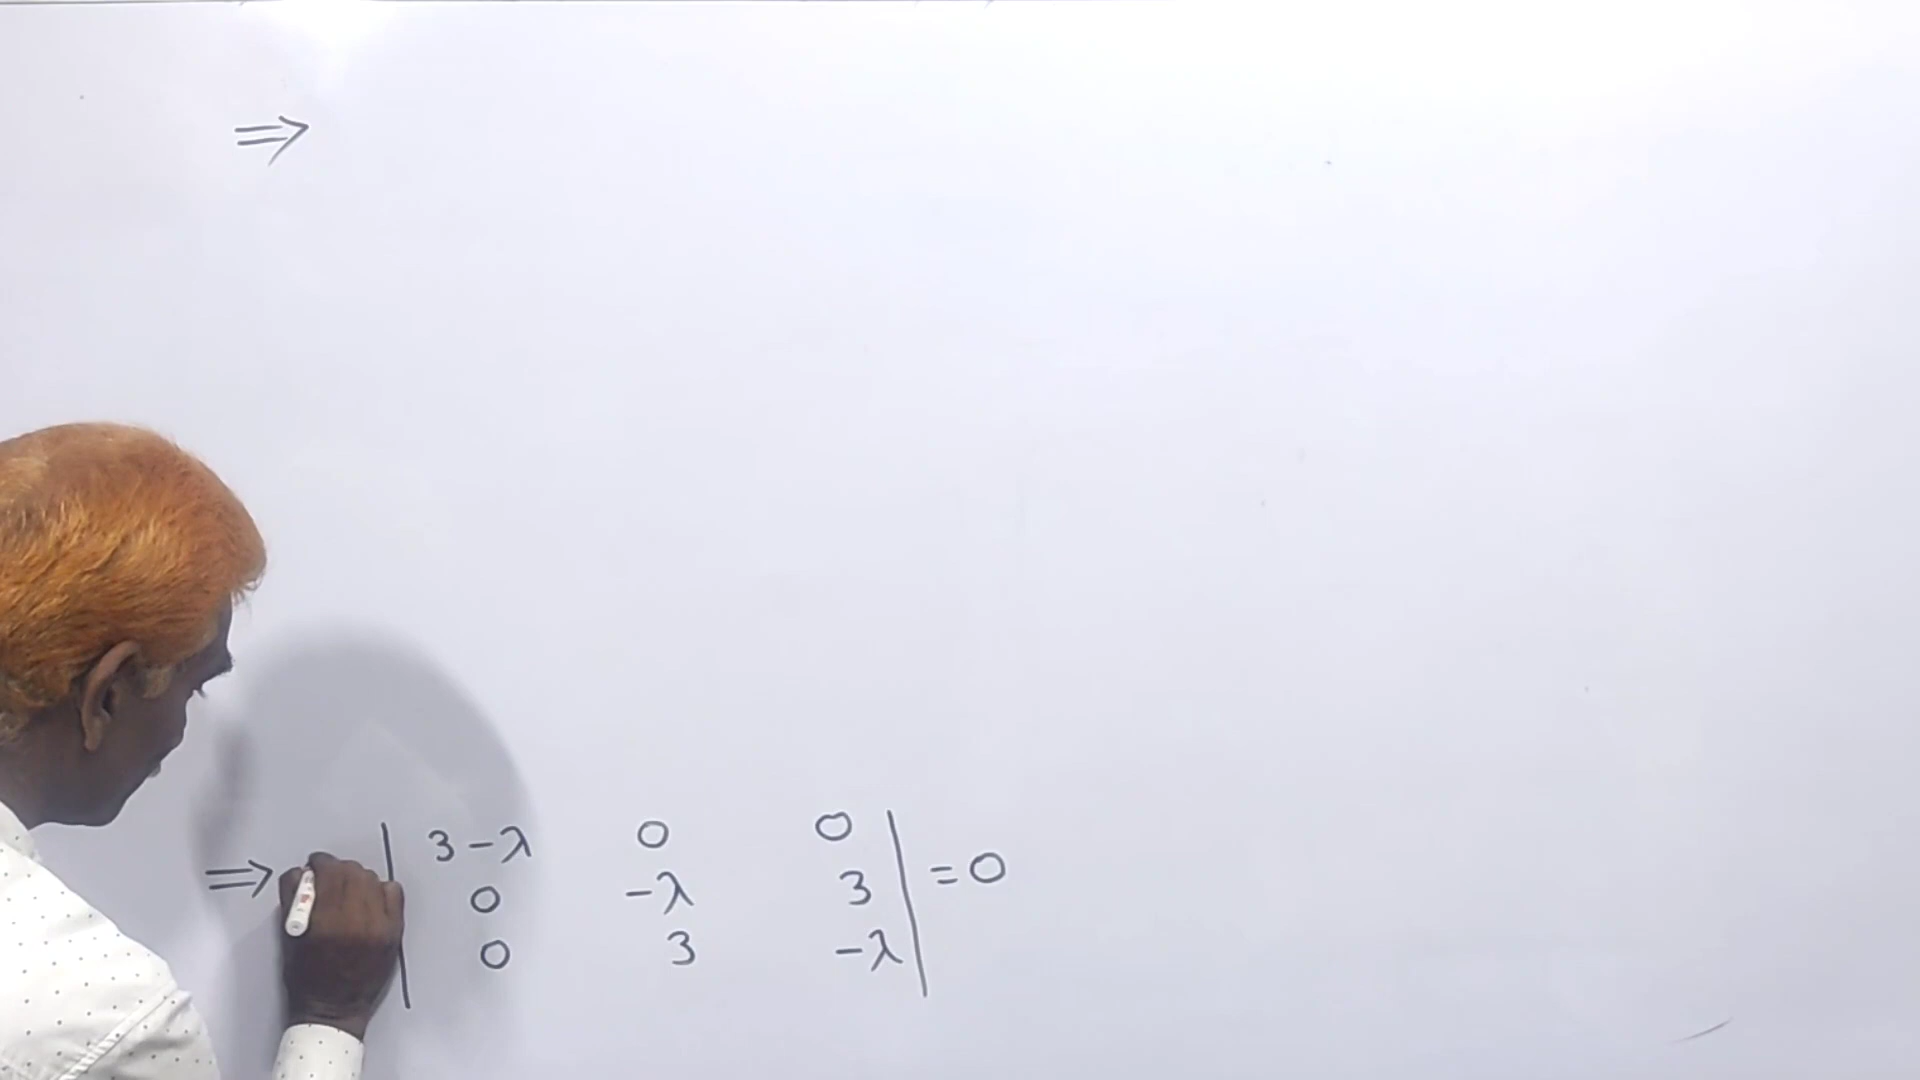 ⇒
⇒ | 3-λ 0 0 |
| 0 -λ 3 | = 0
| 0 3 -λ |